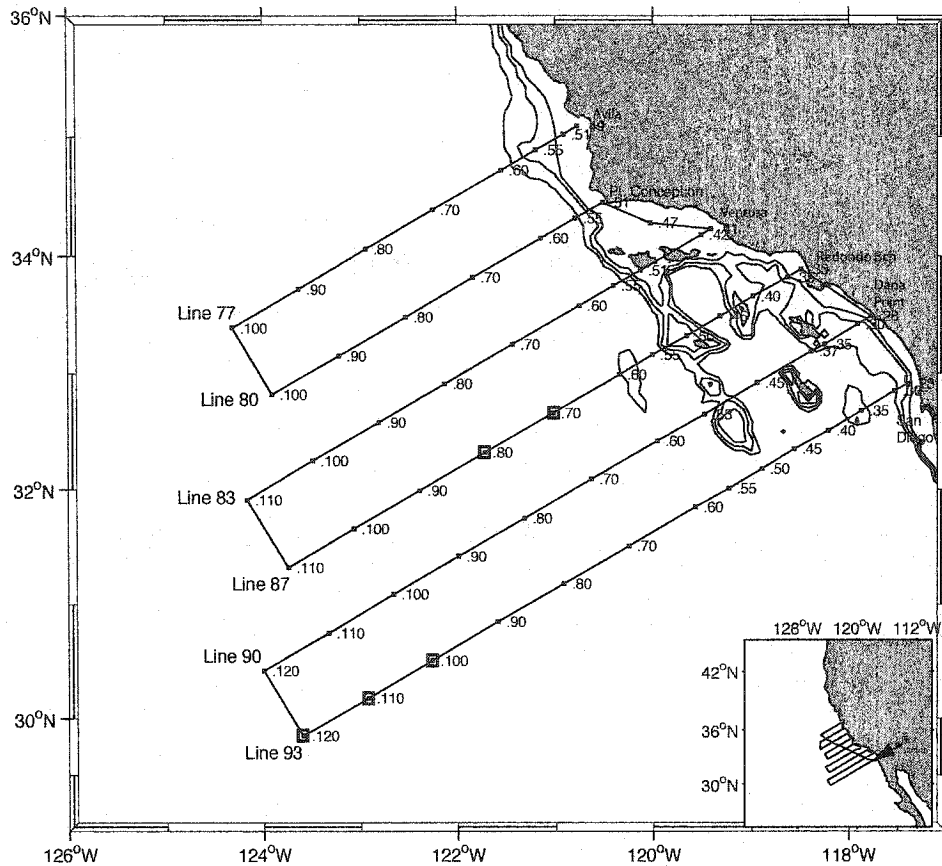 36°N
34°N
32°N
30°N
126°W
124°W
122°W
120°W
118°W
Avila
.51
.55
.60
.70
.80
.90
.100
Line 77
Pt. Conception
.51
.55
.60
.70
.80
.90
.100
Line 80
Ventura
.47
.42
.51
.55
.60
.70
.80
.90
.100
.110
Line 83
Redondo Bch
.35
.40
.55
.60
.70
.80
.90
.100
.110
Line 87
Dana
Point
.28
.30
.35
.37
.45
.53
.60
.70
.80
.90
.100
.110
.120
Line 90
San
Diego
.35
.40
.45
.50
.55
.60
.70
.80
.90
.100
.110
.120
Line 93
120°W
112°W
42°N
36°N
30°N